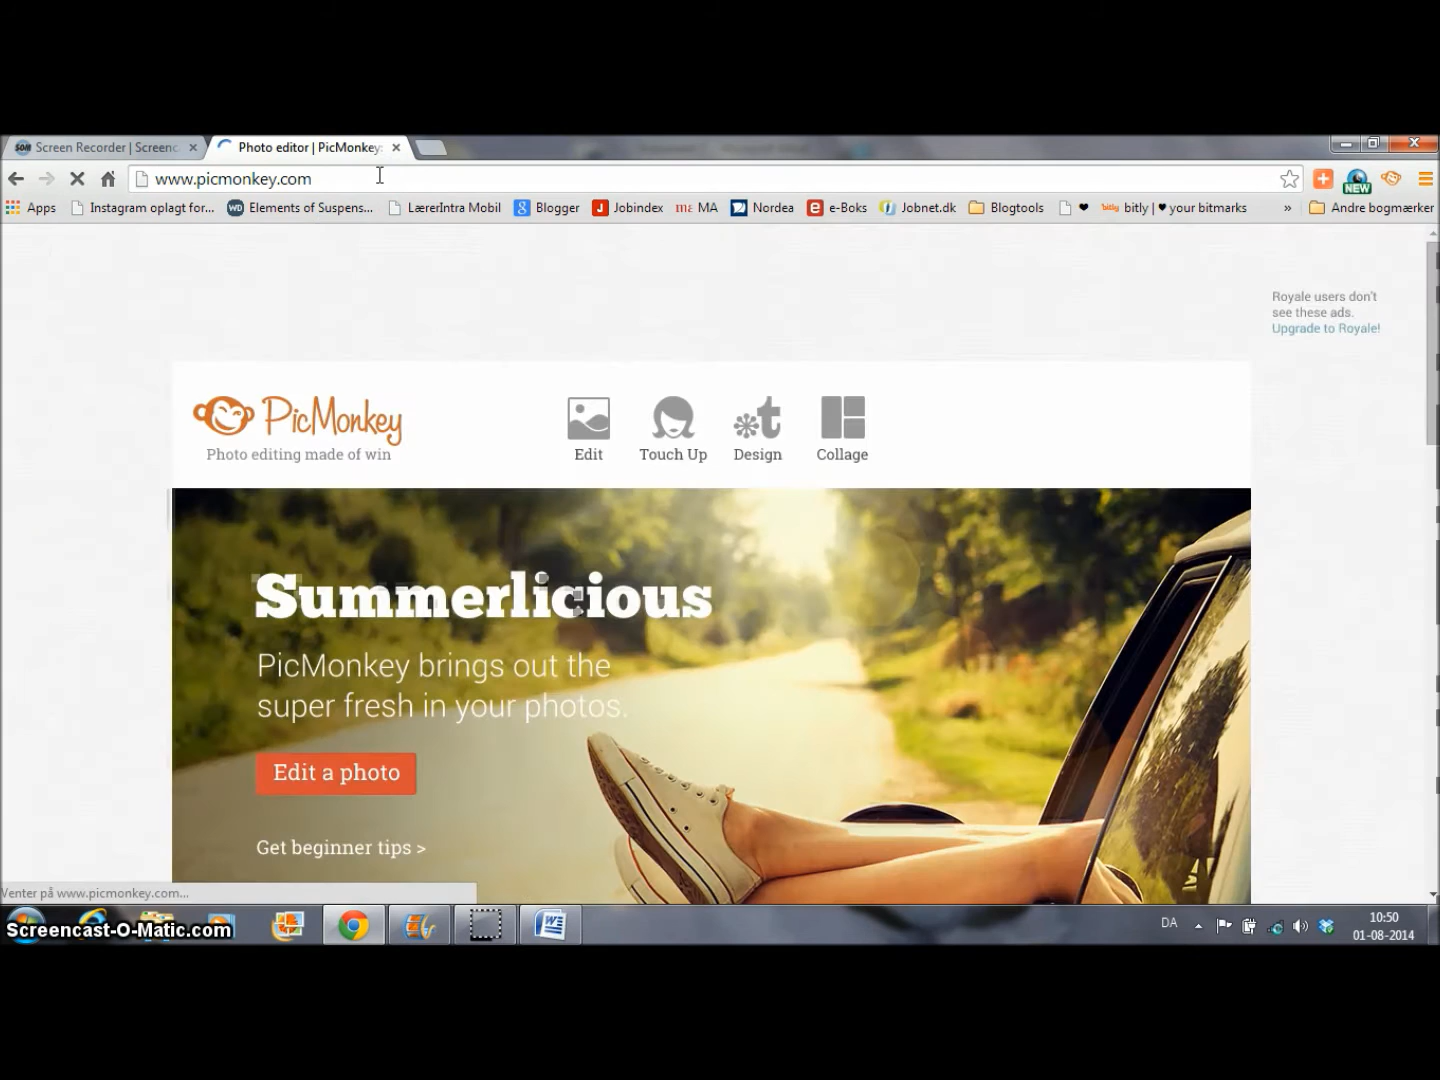 Screen Recorder | Screenc
Photo editor | PicMonkey:
www.picmonkey.com
NEW
Apps
Instagram oplagt for...
WD Elements of Suspens...
LærerIntra Mobil
8 Blogger
J Jobindex
ma MA
Nordea
e e-Boks
Jobnet.dk
Blogtools
♥
bitly bitly | ♥ your bitmarks
»
Andre bogmærker
Royale users don't
see these ads.
Upgrade to Royale!
PicMonkey
Photo editing made of win
Edit
Touch Up
t
Design
Collage
Summerlicious
PicMonkey brings out the
super fresh in your photos.
Edit a photo
Get beginner tips >
Venter på www.picmonkey.com...
Screencast-O-Matic.com
DA
10:50
01-08-2014